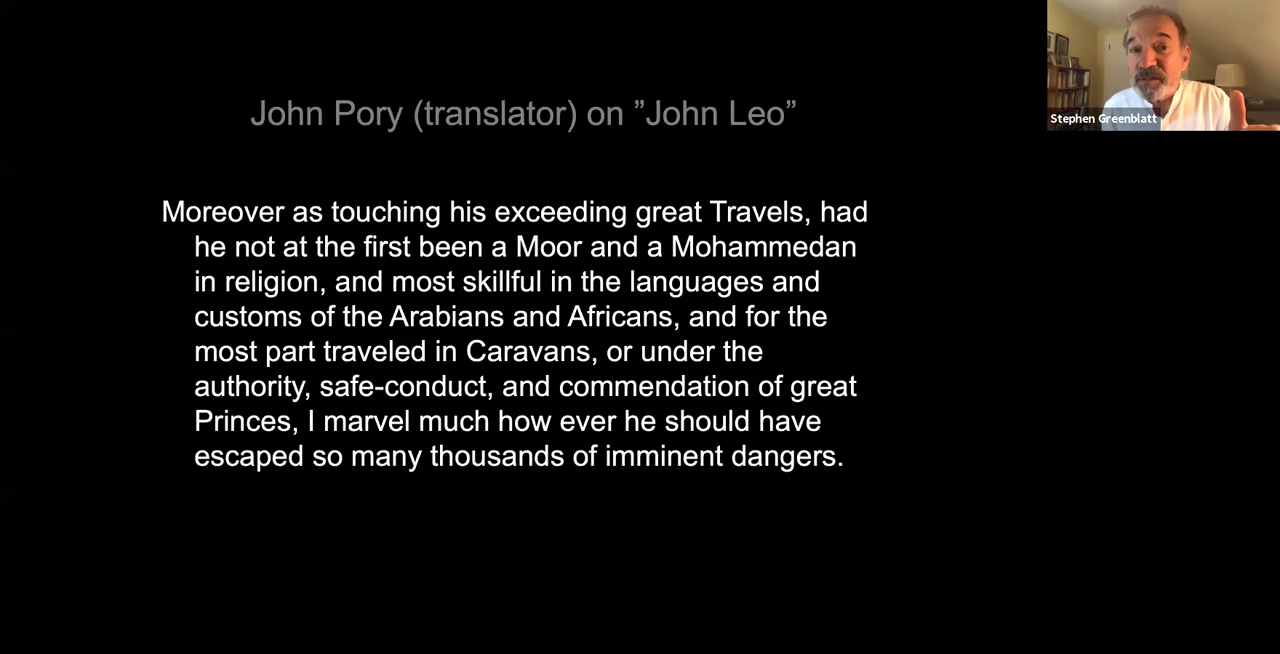 John Pory (translator) on ”John Leo”
Stephen Greenblatt
Moreover as touching his exceeding great Travels, had
he not at the first been a Moor and a Mohammedan
in religion, and most skillful in the languages and
customs of the Arabians and Africans, and for the
most part traveled in Caravans, or under the
authority, safe-conduct, and commendation of great
Princes, I marvel much how ever he should have
escaped so many thousands of imminent dangers.